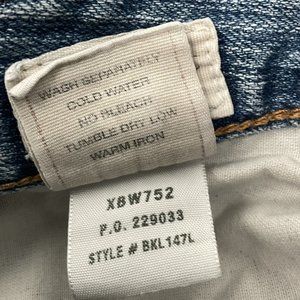 WASH SEPARATELY
COLD WATER
NO BLEACH
TUMBLE DRY LOW
WARM IRON
XBW752
P.O. 229033
STYLE # BKL147L